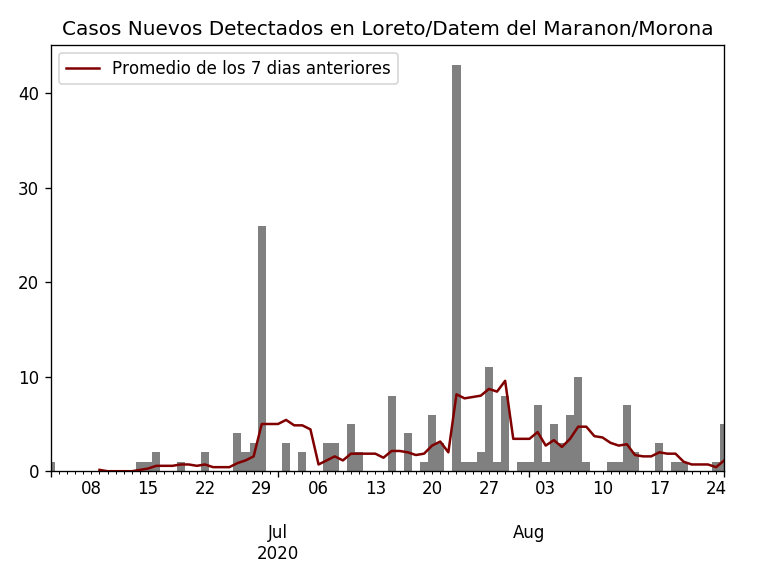 Casos Nuevos Detectados en Loreto/Datem del Maranon/Morona
Promedio de los 7 dias anteriores
40
30
20
10
0
08 15 22 29 06 13 20 27 03 10 17 24
Jul Aug
2020